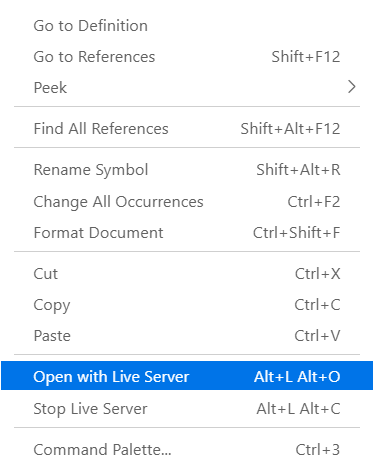 Go to Definition
Go to References Shift+F12
Peek
Find All References Shift+Alt+F12
Rename Symbol Shift+Alt+R
Change All Occurrences Ctrl+F2
Format Document Ctrl+Shift+F
Cut Ctrl+X
Copy Ctrl+C
Paste Ctrl+V
Open with Live Server Alt+L Alt+O
Stop Live Server Alt+L Alt+C
Command Palette... Ctrl+3